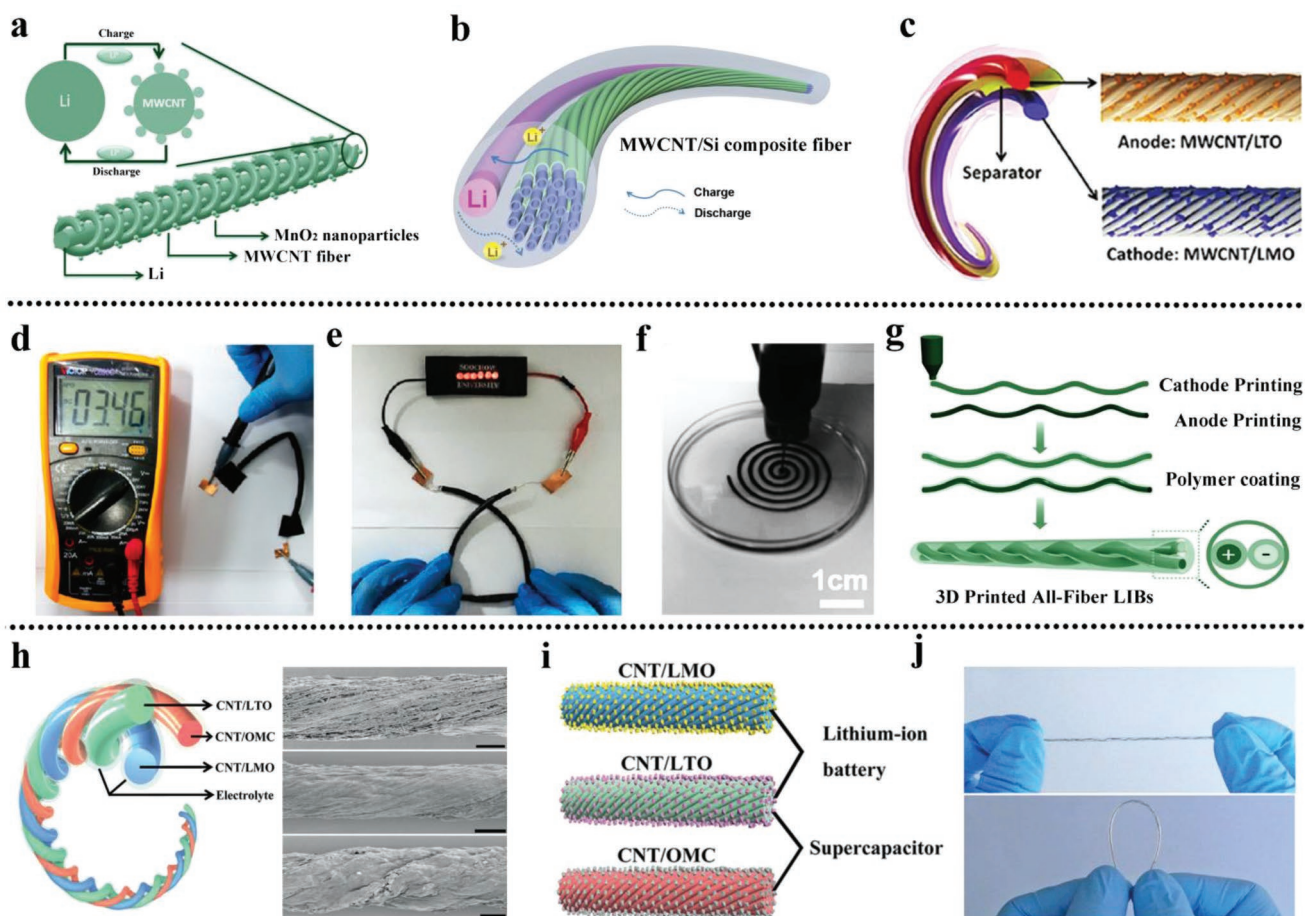 a
Charge
Li
MWCNT
Discharge
MnO₂ nanoparticles
MWCNT fiber
Li
b
Li⁺
MWCNT/Si composite fiber
Li
Charge
Discharge
Li⁺
c
Anode: MWCNT/LTO
Separator
Cathode: MWCNT/LMO
d
03.46
20A
e
UNIVERSITY
f
1cm
g
Cathode Printing
Anode Printing
Polymer coating
+ -
3D Printed All-Fiber LIBs
h
CNT/LTO
CNT/OMC
CNT/LMO
Electrolyte
i
CNT/LMO
Lithium-ion
battery
CNT/LTO
Supercapacitor
CNT/OMC
j